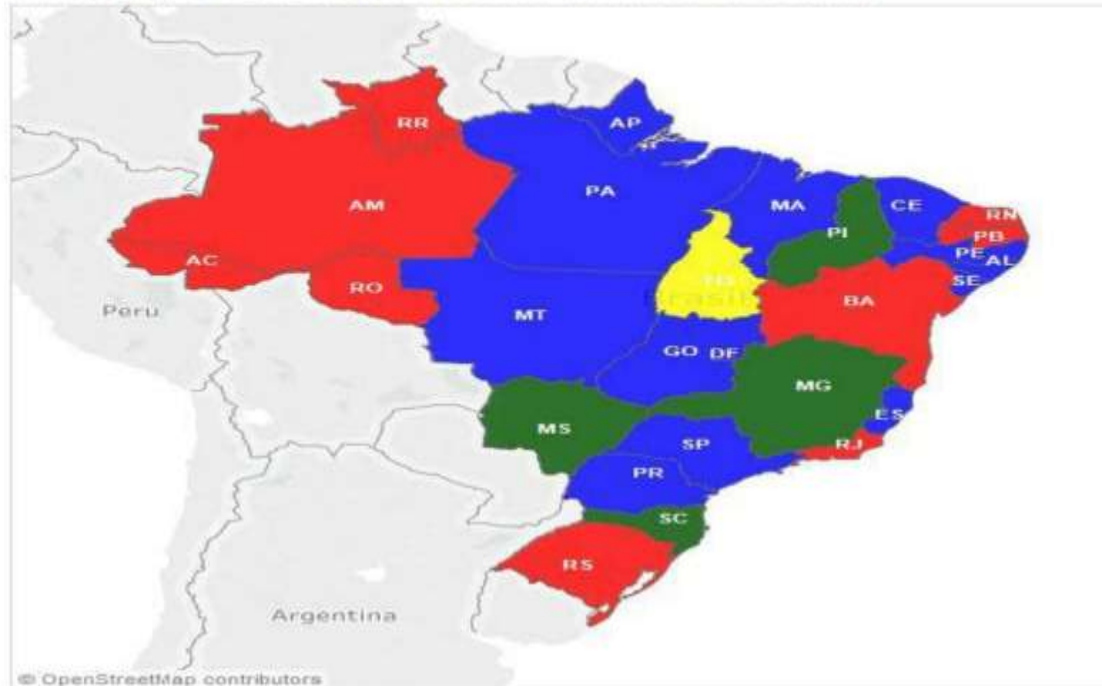 RR
AP
AM
PA
MA
CE
RN
PI
PB
PE
AL
AC
SE
RO
BA
Peru
MT
Brasil
GO
DF
MG
ES
MS
SP
RJ
PR
SC
RS
Argentina
© OpenStreetMap contributors